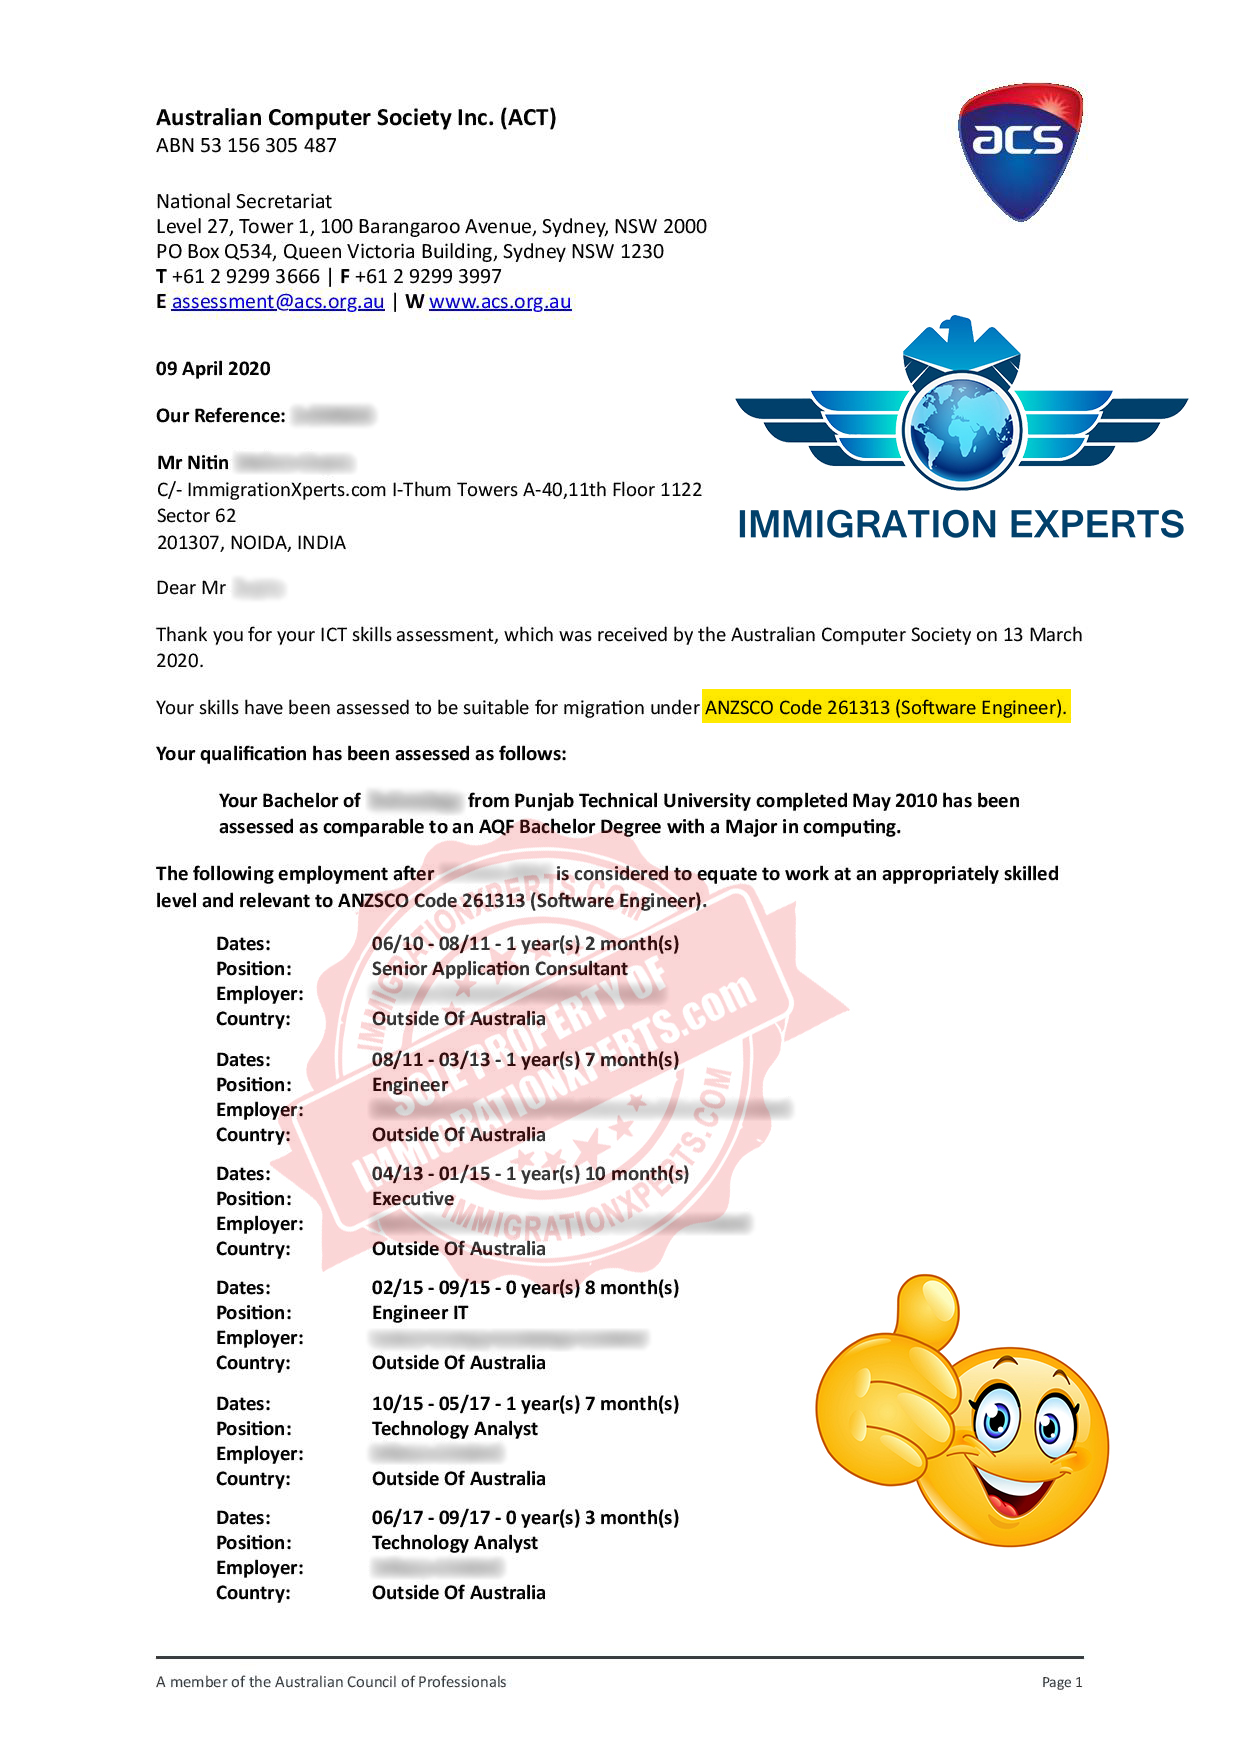 Australian Computer Society Inc. (ACT)
ABN 53 156 305 487
acs
National Secretariat
Level 27, Tower 1, 100 Barangaroo Avenue, Sydney, NSW 2000
PO Box Q534, Queen Victoria Building, Sydney NSW 1230
T +61 2 9299 3666 | F +61 2 9299 3997
E assessment@acs.org.au | W www.acs.org.au
09 April 2020
Our Reference:
Mr Nitin
C/- ImmigrationXperts.com I-Thum Towers A-40,11th Floor 1122
Sector 62
201307, NOIDA, INDIA
IMMIGRATION EXPERTS
Dear Mr
Thank you for your ICT skills assessment, which was received by the Australian Computer Society on 13 March
2020.
Your skills have been assessed to be suitable for migration under ANZSCO Code 261313 (Software Engineer).
Your qualification has been assessed as follows:
Your Bachelor of from Punjab Technical University completed May 2010 has been
assessed as comparable to an AQF Bachelor Degree with a Major in computing.
The following employment after is considered to equate to work at an appropriately skilled
level and relevant to ANZSCO Code 261313 (Software Engineer).
Dates: 06/10 - 08/11 - 1 year(s) 2 month(s)
Position: Senior Application Consultant
Employer:
Country: Outside Of Australia
Dates: 08/11 - 03/13 - 1 year(s) 7 month(s)
Position: Engineer
Employer:
Country: Outside Of Australia
Dates: 04/13 - 01/15 - 1 year(s) 10 month(s)
Position: Executive
Employer:
Country: Outside Of Australia
Dates: 02/15 - 09/15 - 0 year(s) 8 month(s)
Position: Engineer IT
Employer:
Country: Outside Of Australia
Dates: 10/15 - 05/17 - 1 year(s) 7 month(s)
Position: Technology Analyst
Employer:
Country: Outside Of Australia
Dates: 06/17 - 09/17 - 0 year(s) 3 month(s)
Position: Technology Analyst
Employer:
Country: Outside Of Australia
IMMIGRATIONXPERTS.COM
SOLE PROPERTY OF
IMMIGRATIONXPERTS.com
IMMIGRATIONXPERTS.COM
A member of the Australian Council of Professionals
Page 1